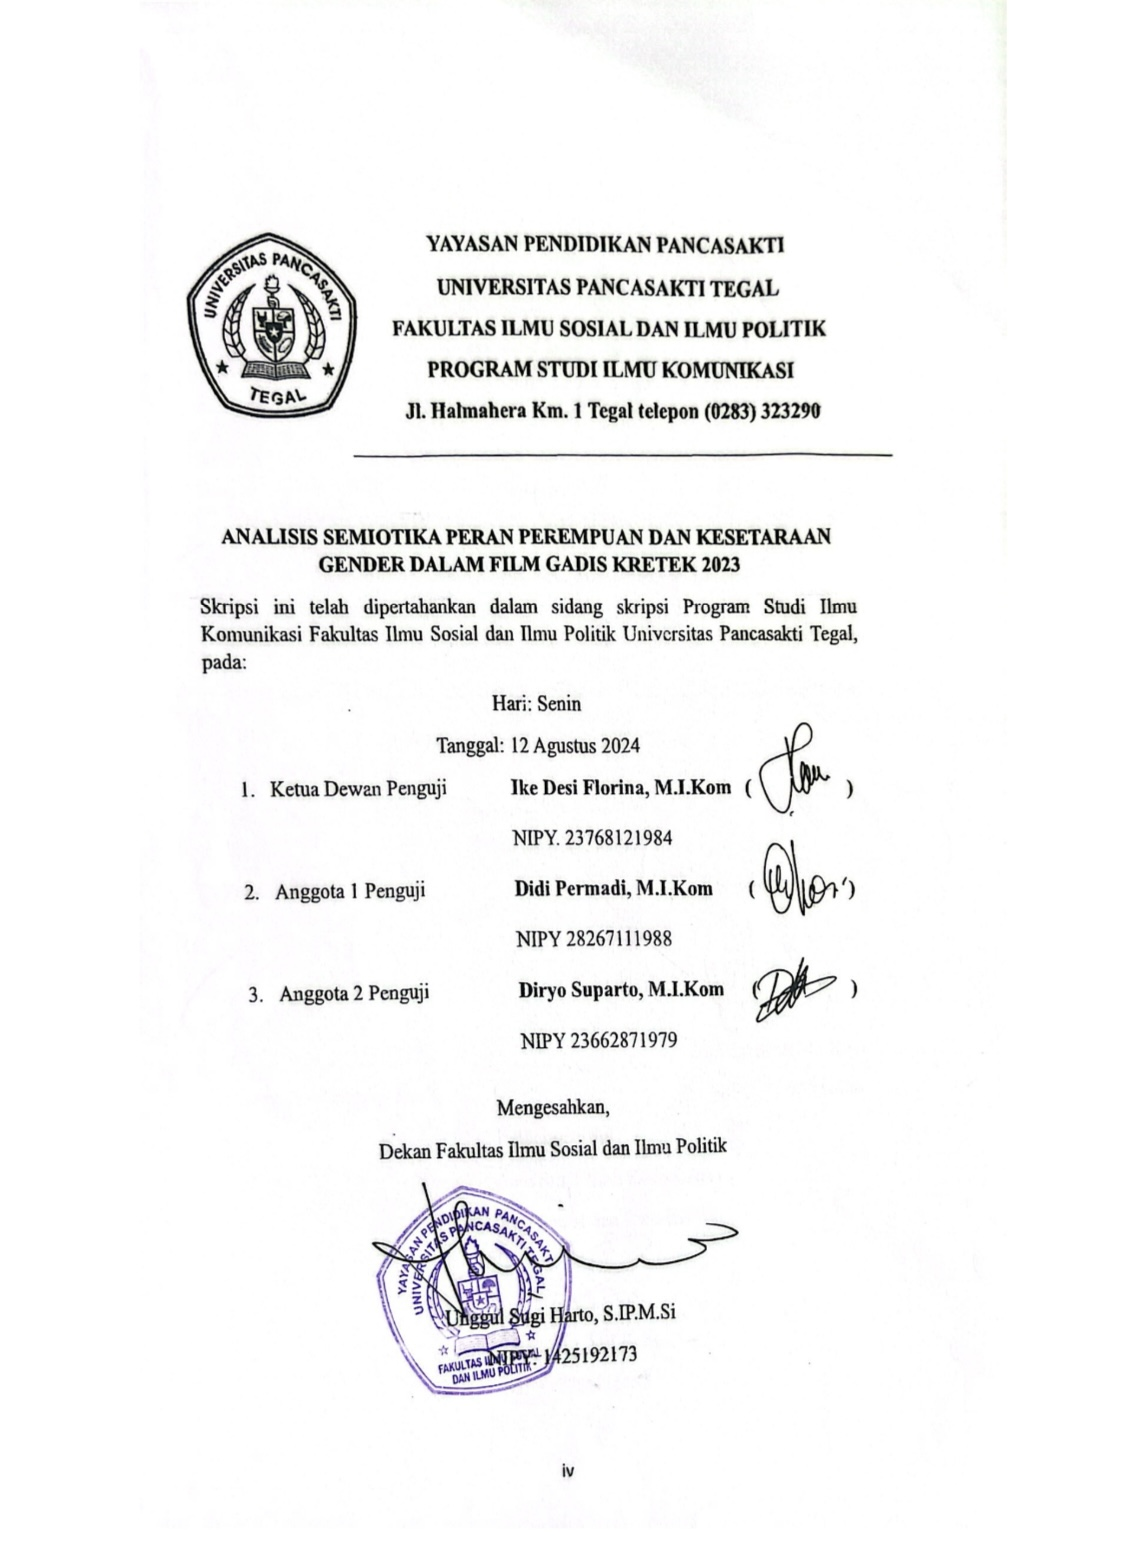 UNIVERSITAS PANCASAKTI
TEGAL
YAYASAN PENDIDIKAN PANCASAKTI
UNIVERSITAS PANCASAKTI TEGAL
FAKULTAS ILMU SOSIAL DAN ILMU POLITIK
PROGRAM STUDI ILMU KOMUNIKASI
Jl. Halmahera Km. 1 Tegal telepon (0283) 323290
ANALISIS SEMIOTIKA PERAN PEREMPUAN DAN KESETARAAN
GENDER DALAM FILM GADIS KRETEK 2023
Skripsi ini telah dipertahankan dalam sidang skripsi Program Studi Ilmu
Komunikasi Fakultas Ilmu Sosial dan Ilmu Politik Universitas Pancasakti Tegal,
pada:
Hari: Senin
Tanggal: 12 Agustus 2024
1. Ketua Dewan Penguji Ike Desi Florina, M.I.Kom ( )
NIPY. 23768121984
2. Anggota 1 Penguji Didi Permadi, M.I.Kom ( )
NIPY 28267111988
3. Anggota 2 Penguji Diryo Suparto, M.I.Kom ( )
NIPY 23662871979
Mengesahkan,
Dekan Fakultas Ilmu Sosial dan Ilmu Politik
YAYASAN PENDIDIKAN PANCASAKTI
UNIVERSITAS PANCASAKTI TEGAL
Unggul Sugi Harto, S.IP.M.Si
NIPY. 1425192173
FAKULTAS ILMU SOSIAL
DAN ILMU POLITIK
iv